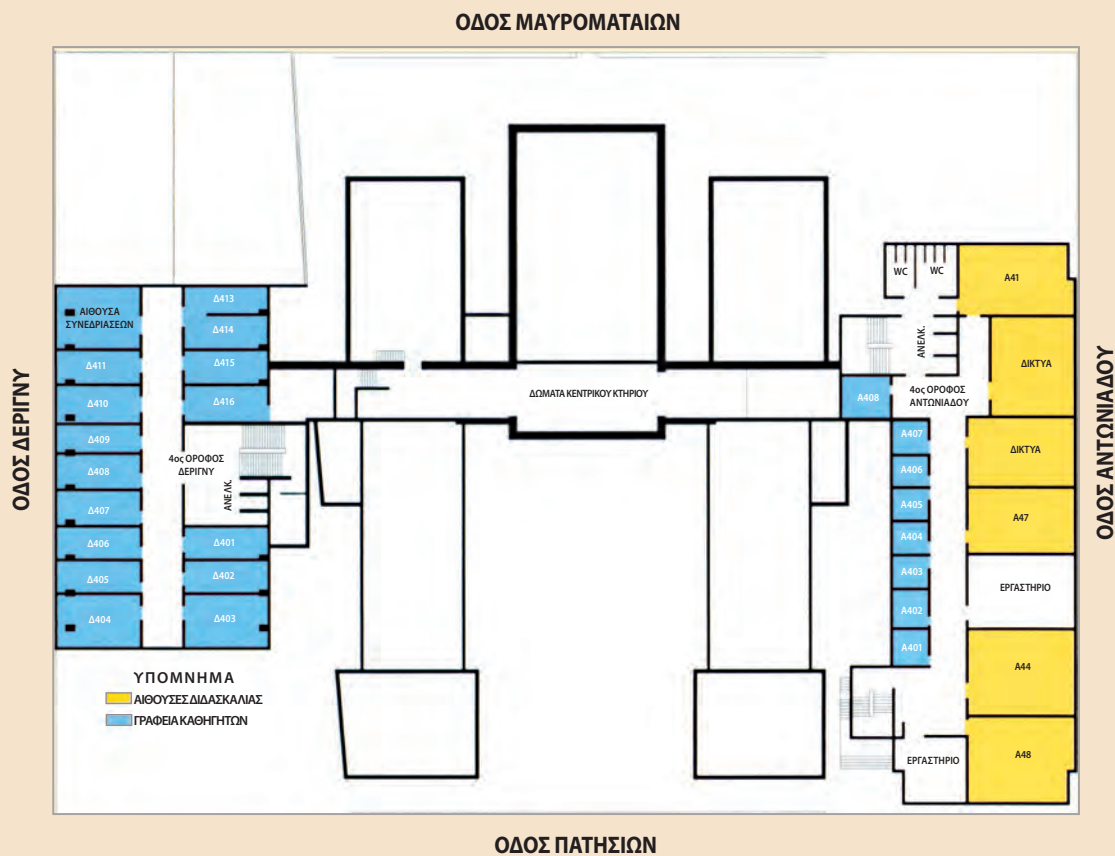 ΟΔΟΣ ΜΑΥΡΟΜΑΤΑΙΩΝ
ΟΔΟΣ ΔΕΡΙΓΝΥ
ΑΙΘΟΥΣΑ
ΣΥΝΕΔΡΙΑΣΕΩΝ
Δ411
Δ410
Δ409
Δ408
Δ407
Δ406
Δ405
Δ404
Δ413
Δ414
Δ415
Δ416
4ος ΟΡΟΦΟΣ
ΔΕΡΙΓΝΥ
ΑΝΕΛΚ.
Δ401
Δ402
Δ403
ΔΩΜΑΤΑ ΚΕΝΤΡΙΚΟΥ ΚΤΗΡΙΟΥ
WC
WC
ΑΝΕΛΚ.
4ος ΟΡΟΦΟΣ
ΑΝΤΩΝΙΑΔΟΥ
Α408
Α407
Α406
Α405
Α404
Α403
Α402
Α401
Α41
ΔΙΚΤΥΑ
ΔΙΚΤΥΑ
Α47
ΕΡΓΑΣΤΗΡΙΟ
Α44
Α48
ΕΡΓΑΣΤΗΡΙΟ
ΟΔΟΣ ΑΝΤΩΝΙΑΔΟΥ
ΥΠΟΜΝΗΜΑ
ΑΙΘΟΥΣΕΣ ΔΙΔΑΣΚΑΛΙΑΣ
ΓΡΑΦΕΙΑ ΚΑΘΗΓΗΤΩΝ
ΟΔΟΣ ΠΑΤΗΣΙΩΝ